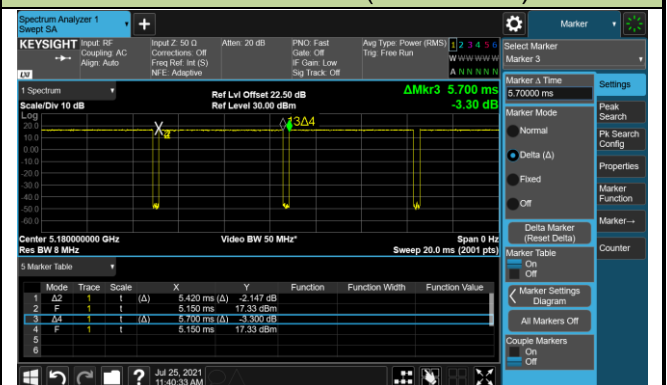 Spectrum Analyzer 1
Swept SA
+
Marker
KEYSIGHT
Input: RF
Coupling: AC
Align: Auto
Input Z: 50 Ω
Corrections: Off
Freq Ref: Int (S)
NFE: Adaptive
Atten: 20 dB
PNO: Fast
Gate: Off
IF Gain: Low
Sig Track: Off
Avg Type: Power (RMS)
Trig: Free Run
1 2 3 4 5 6
W W W W W W
A N N N N N
Select Marker
Marker 3
LXI
1 Spectrum
Scale/Div 10 dB
Ref Lvl Offset 22.50 dB
Ref Level 30.00 dBm
ΔMkr3 5.700 ms
-3.30 dB
Marker Δ Time
5.70000 ms
Settings
Peak
Search
Pk Search
Config
Properties
Marker
Function
Marker→
Counter
Marker Mode
Normal
Delta (Δ)
Fixed
Off
Delta Marker
(Reset Delta)
Marker Table
On
Off
Marker Settings
Diagram
All Markers Off
Couple Markers
On
Off
Log
20.0
10.0
0.00
-10.0
-20.0
-30.0
-40.0
-50.0
-60.0
Center 5.180000000 GHz
Res BW 8 MHz
Video BW 50 MHz*
Span 0 Hz
Sweep 20.0 ms (2001 pts)
5 Marker Table
Mode Trace Scale X Y Function Function Width Function Value
1 Δ2 1 t (Δ) 5.420 ms (Δ) -2.147 dB
2 F 1 t 5.150 ms 17.33 dBm
3 Δ4 1 t (Δ) 5.700 ms (Δ) -3.300 dB
4 F 1 t 5.150 ms 17.33 dBm
5
6
?
Jul 25, 2021
11:40:33 AM